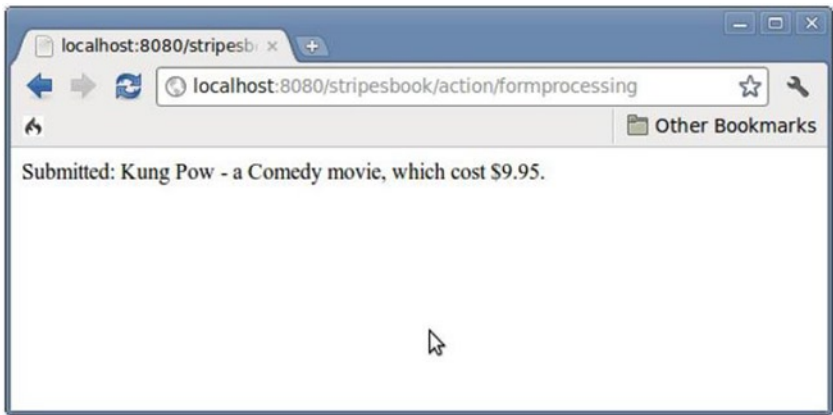 localhost:8080/stripesb
localhost:8080/stripesbook/action/formprocessing
Other Bookmarks
Submitted: Kung Pow - a Comedy movie, which cost $9.95.